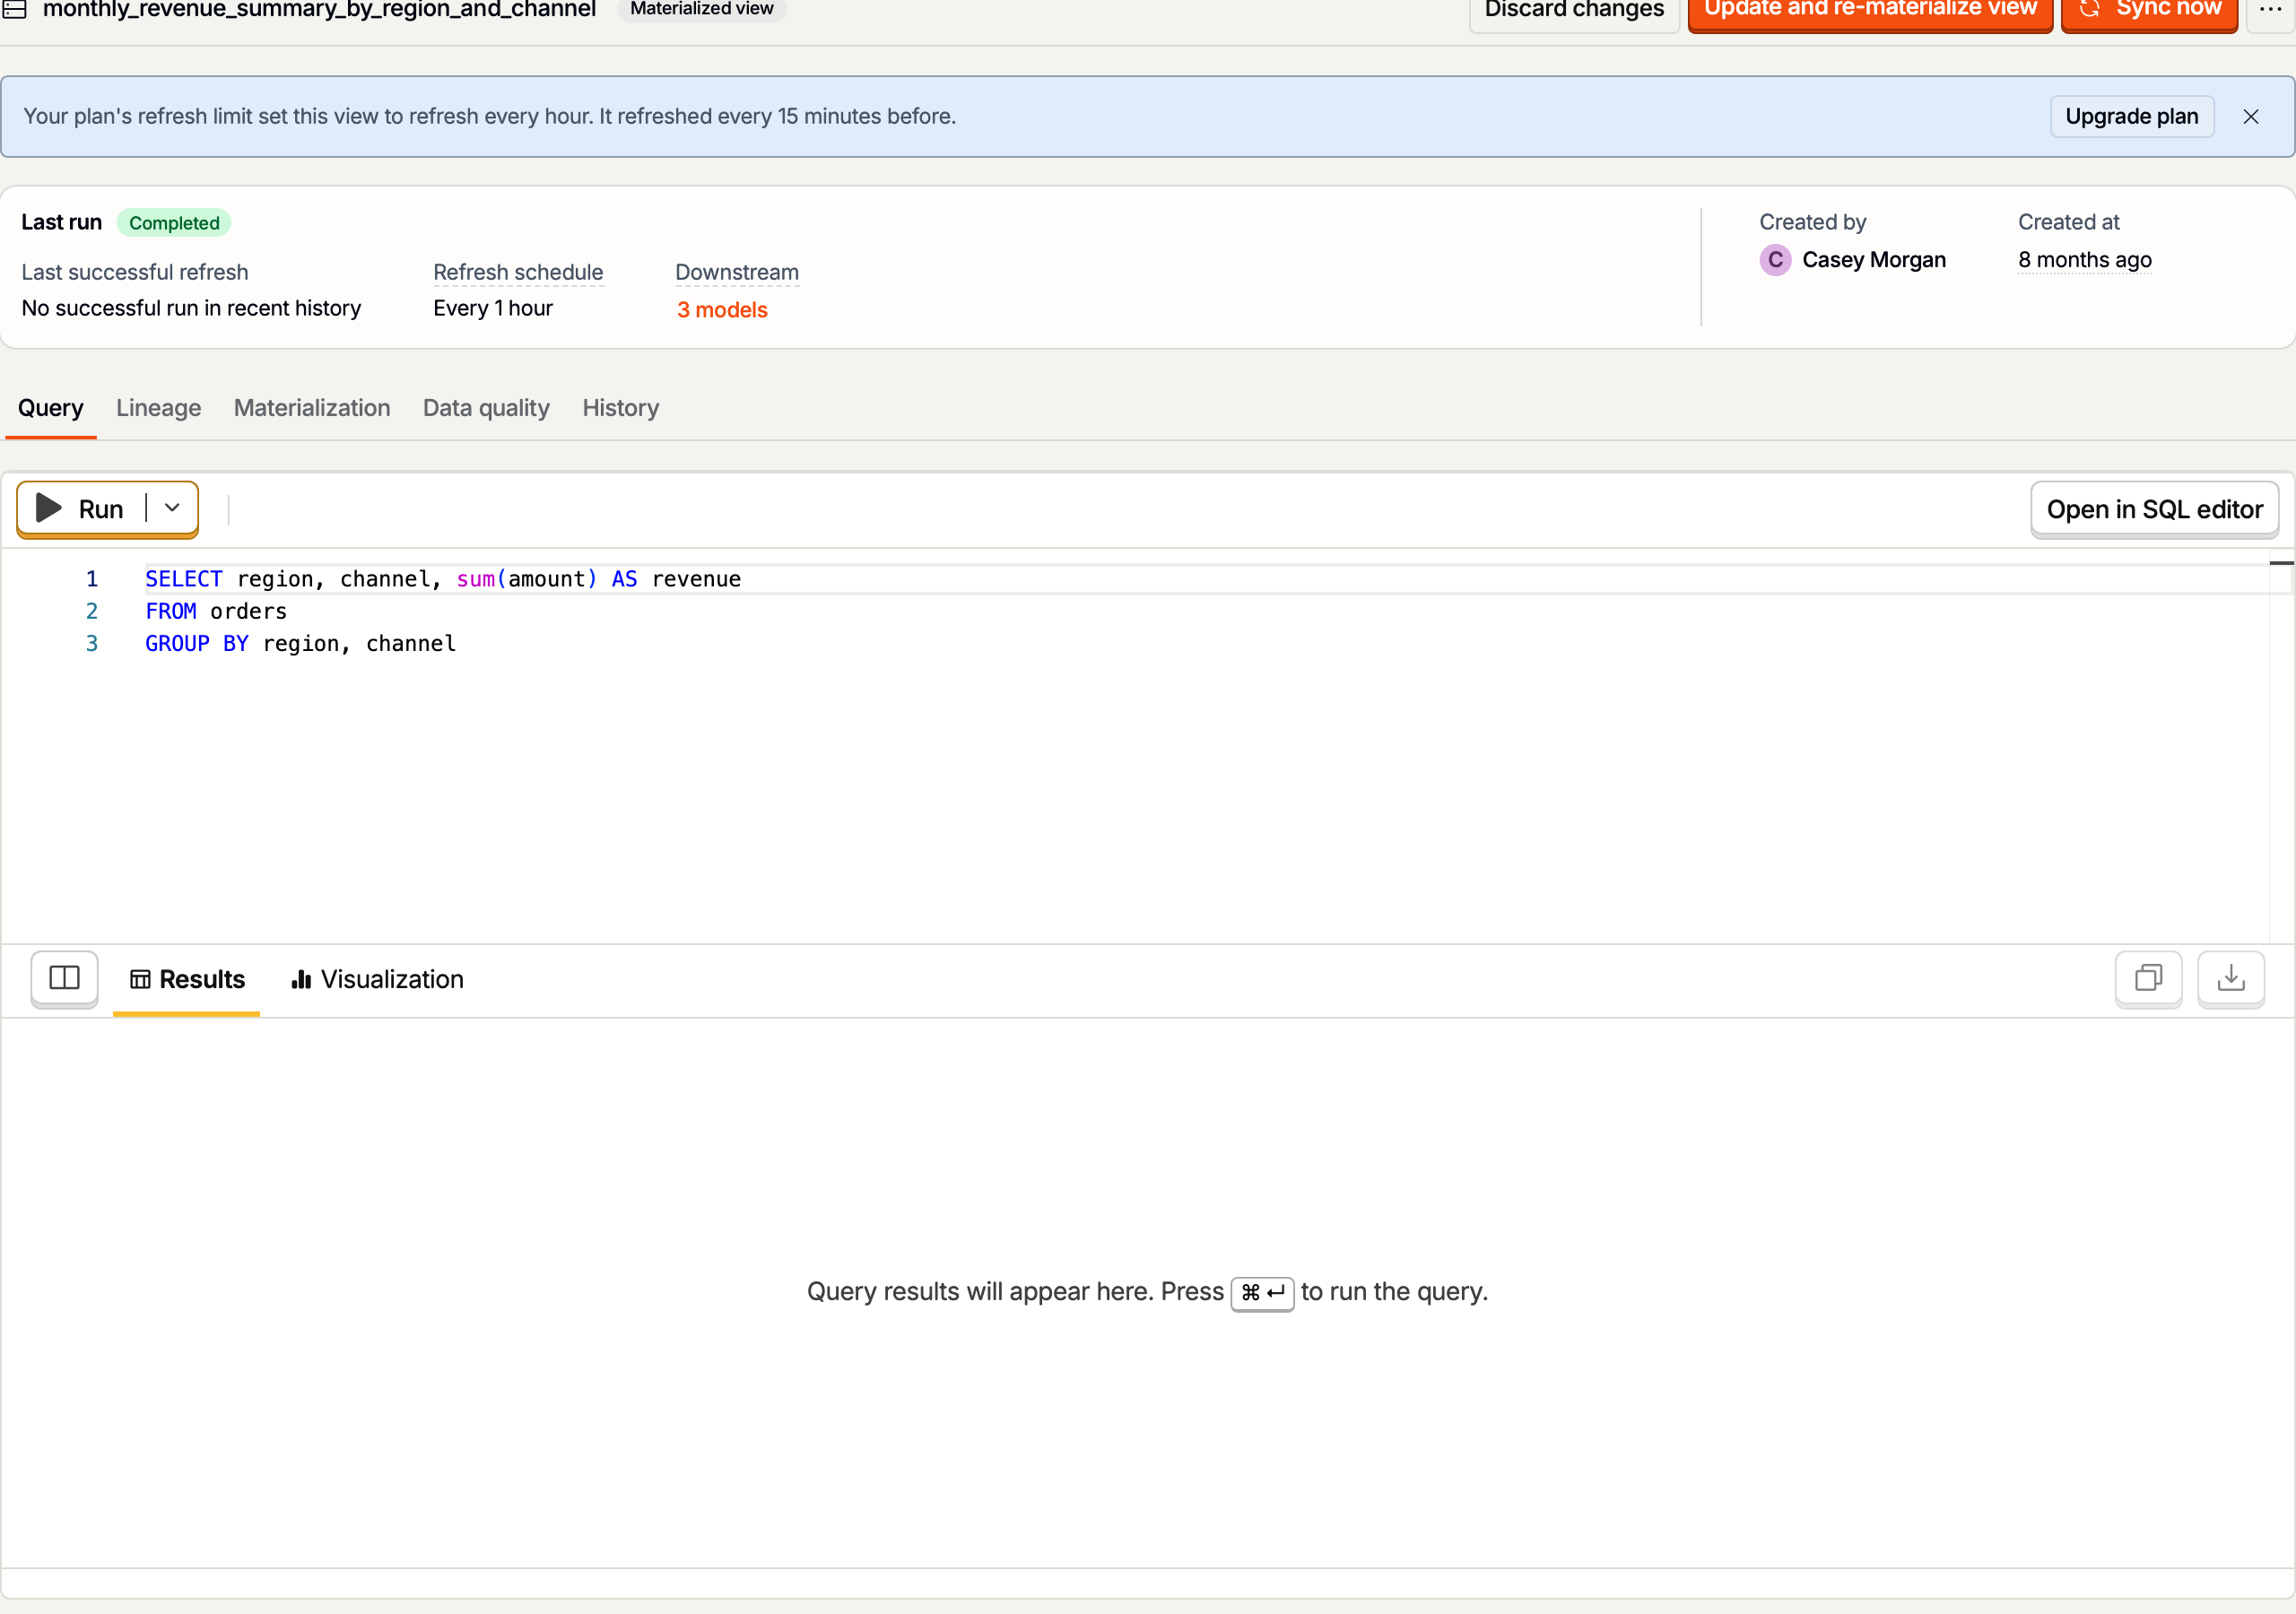 monthly_revenue_summary_by_region_and_channel Materialized view Discard changes Update and re-materialize view Sync now
Your plan's refresh limit set this view to refresh every hour. It refreshed every 15 minutes before. Upgrade plan
Last run Completed Created by Created at
C Casey Morgan 8 months ago
Last successful refresh Refresh schedule Downstream
No successful run in recent history Every 1 hour 3 models
Query Lineage Materialization Data quality History
Run Open in SQL editor
1 SELECT region, channel, sum(amount) AS revenue
2 FROM orders
3 GROUP BY region, channel
Results Visualization
Query results will appear here. Press ⌘ ↵ to run the query.